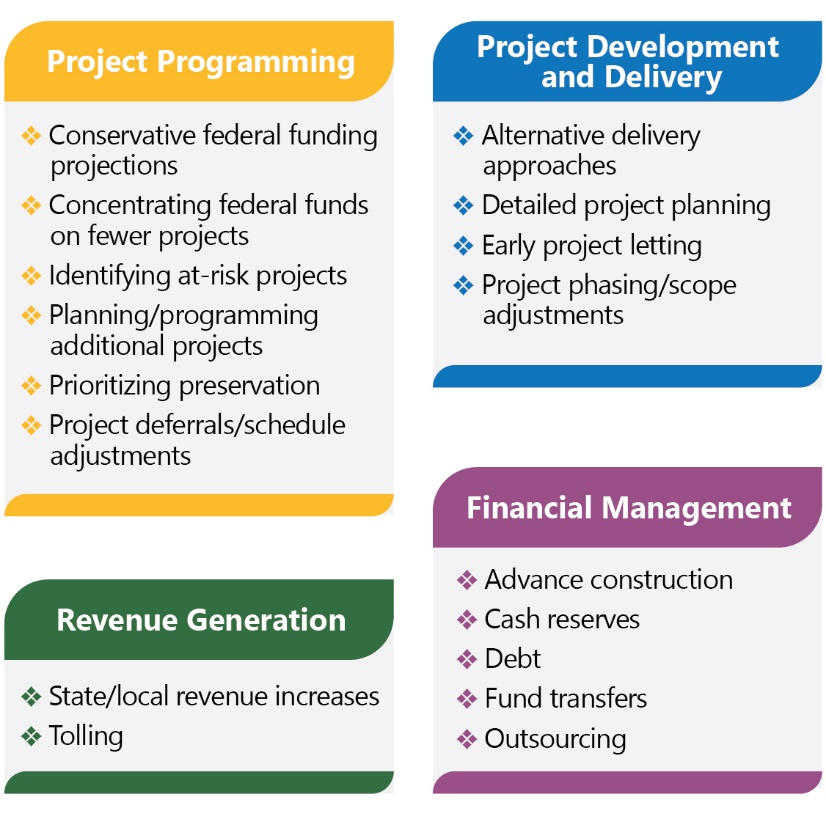 Project Programming
❖ Conservative federal funding
projections
❖ Concentrating federal funds
on fewer projects
❖ Identifying at-risk projects
❖ Planning/programming
additional projects
❖ Prioritizing preservation
❖ Project deferrals/schedule
adjustments
Project Development
and Delivery
❖ Alternative delivery
approaches
❖ Detailed project planning
❖ Early project letting
❖ Project phasing/scope
adjustments
Revenue Generation
❖ State/local revenue increases
❖ Tolling
Financial Management
❖ Advance construction
❖ Cash reserves
❖ Debt
❖ Fund transfers
❖ Outsourcing